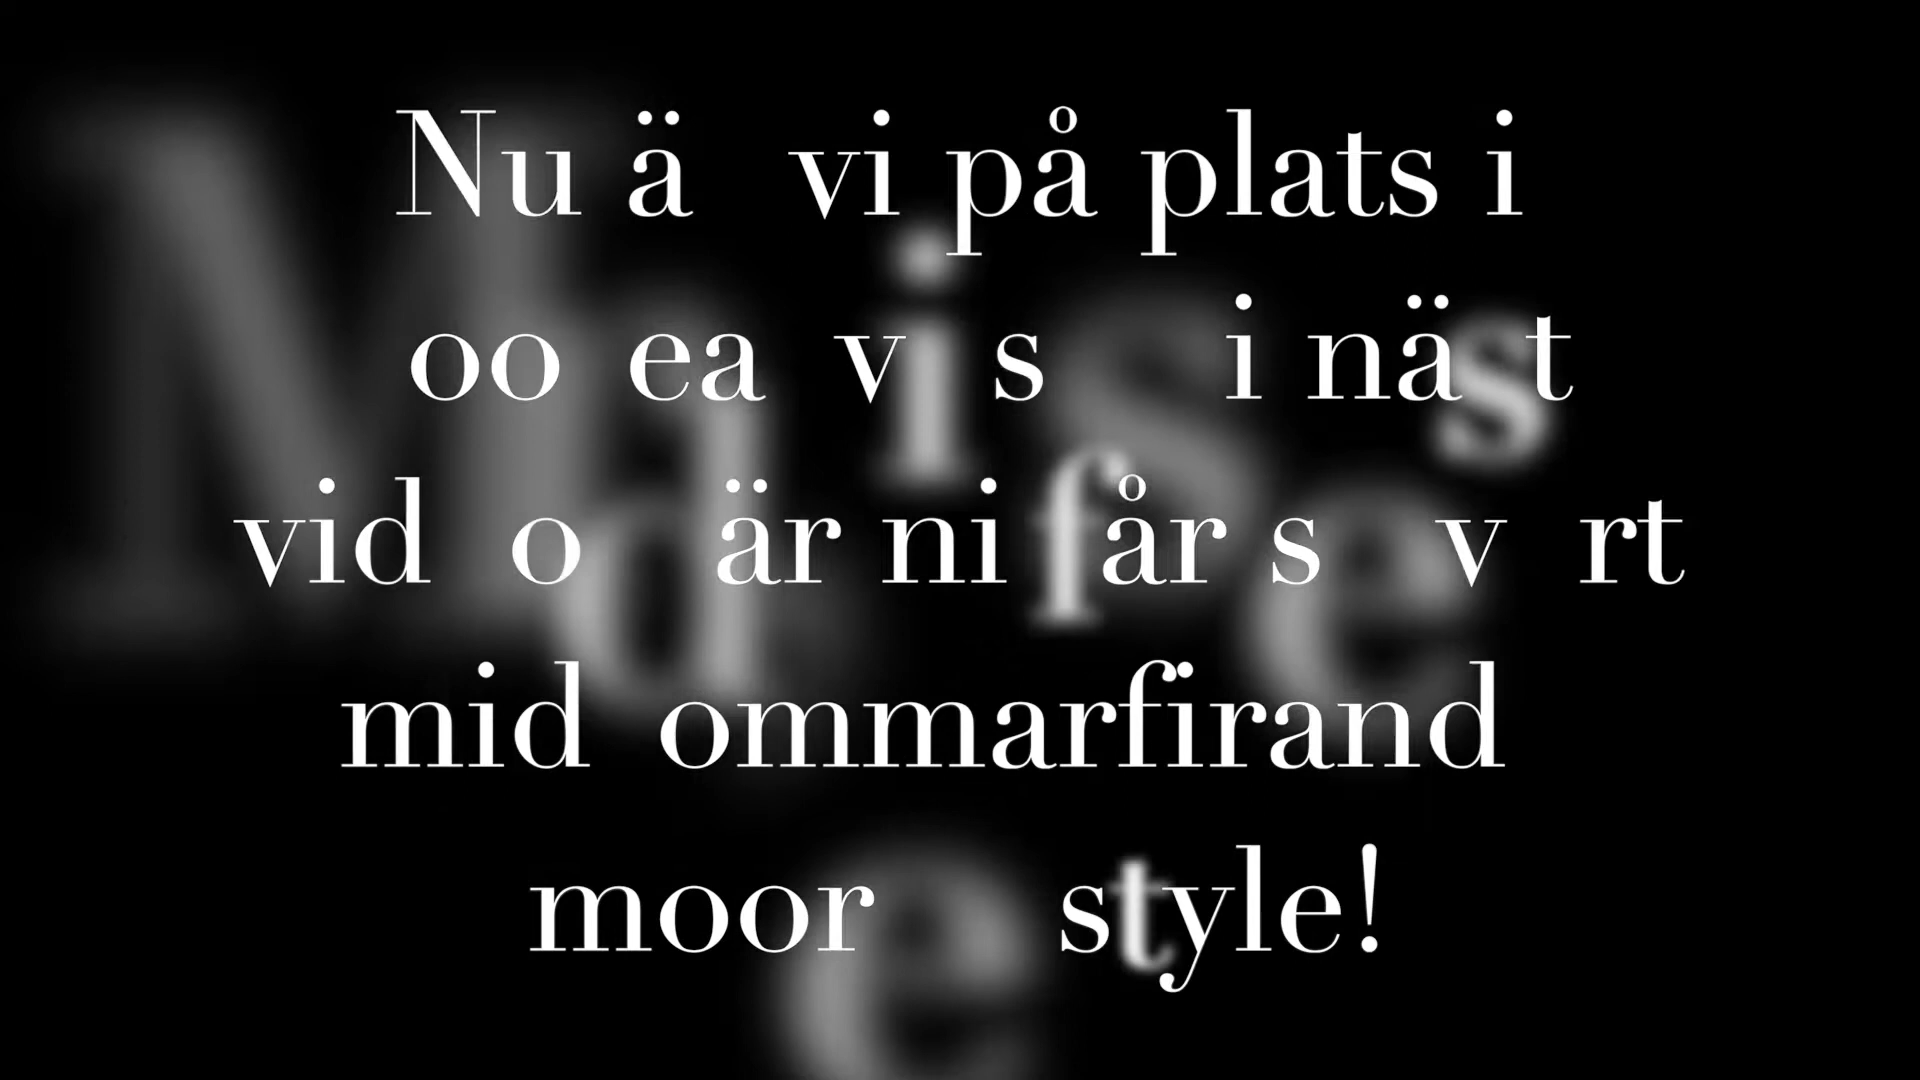 Nu ä vi på plats i
oo ea v s i näst
vid o är ni får s v rt
mid ommarfirand
moor style!